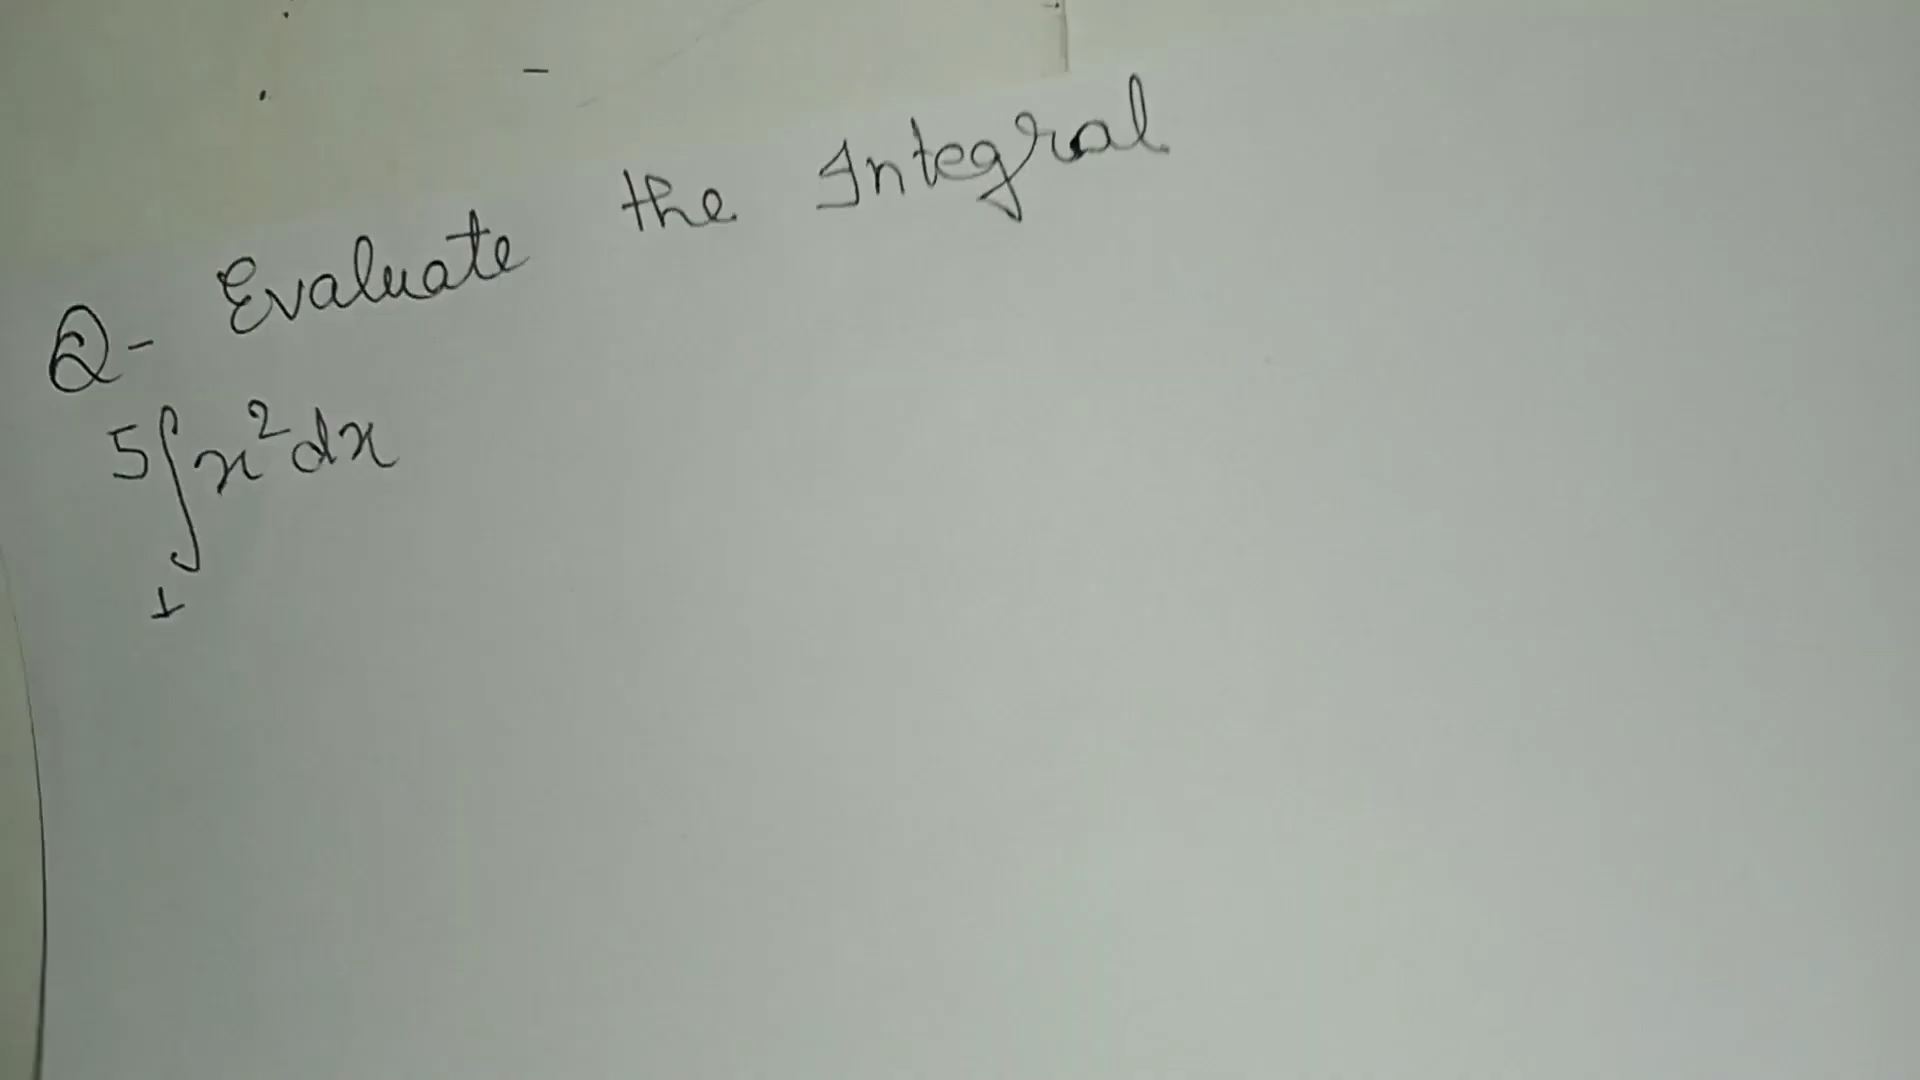 Q- Evaluate the Integral
5∫x²dx
1